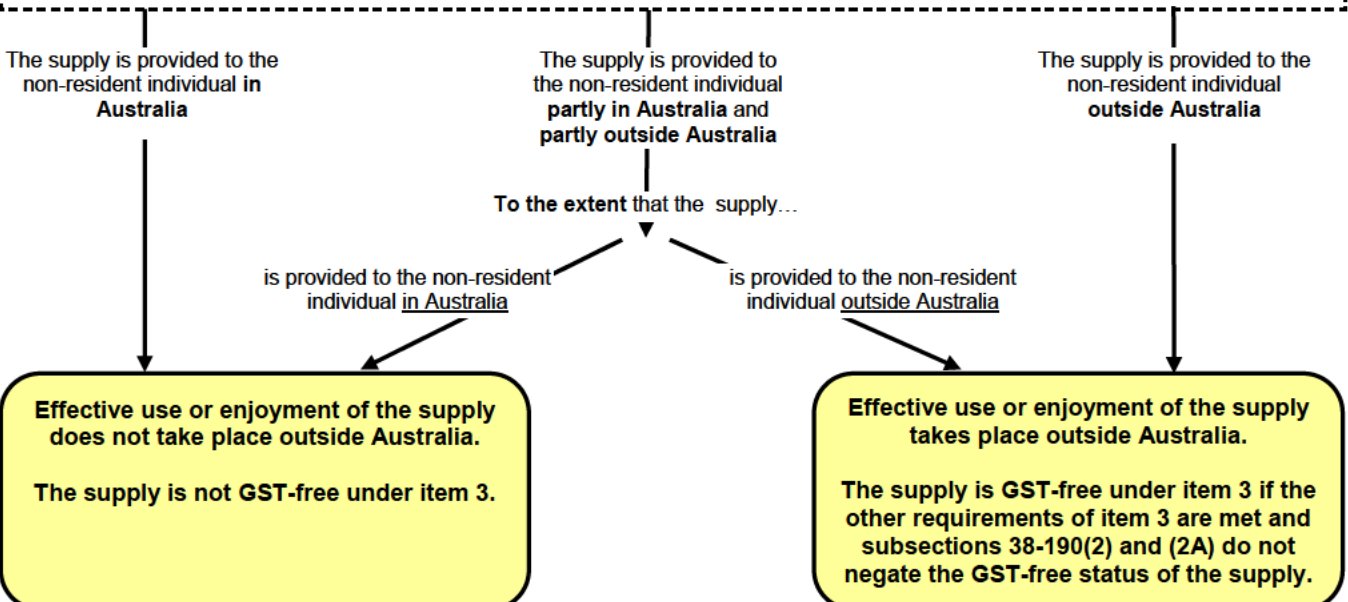 The supply is provided to the
non-resident individual in
Australia
The supply is provided to
the non-resident individual
partly in Australia and
partly outside Australia
The supply is provided to the
non-resident individual
outside Australia
To the extent that the supply...
is provided to the non-resident
individual in Australia
is provided to the non-resident
individual outside Australia
Effective use or enjoyment of the supply
does not take place outside Australia.
The supply is not GST-free under item 3.
Effective use or enjoyment of the supply
takes place outside Australia.
The supply is GST-free under item 3 if the
other requirements of item 3 are met and
subsections 38-190(2) and (2A) do not
negate the GST-free status of the supply.